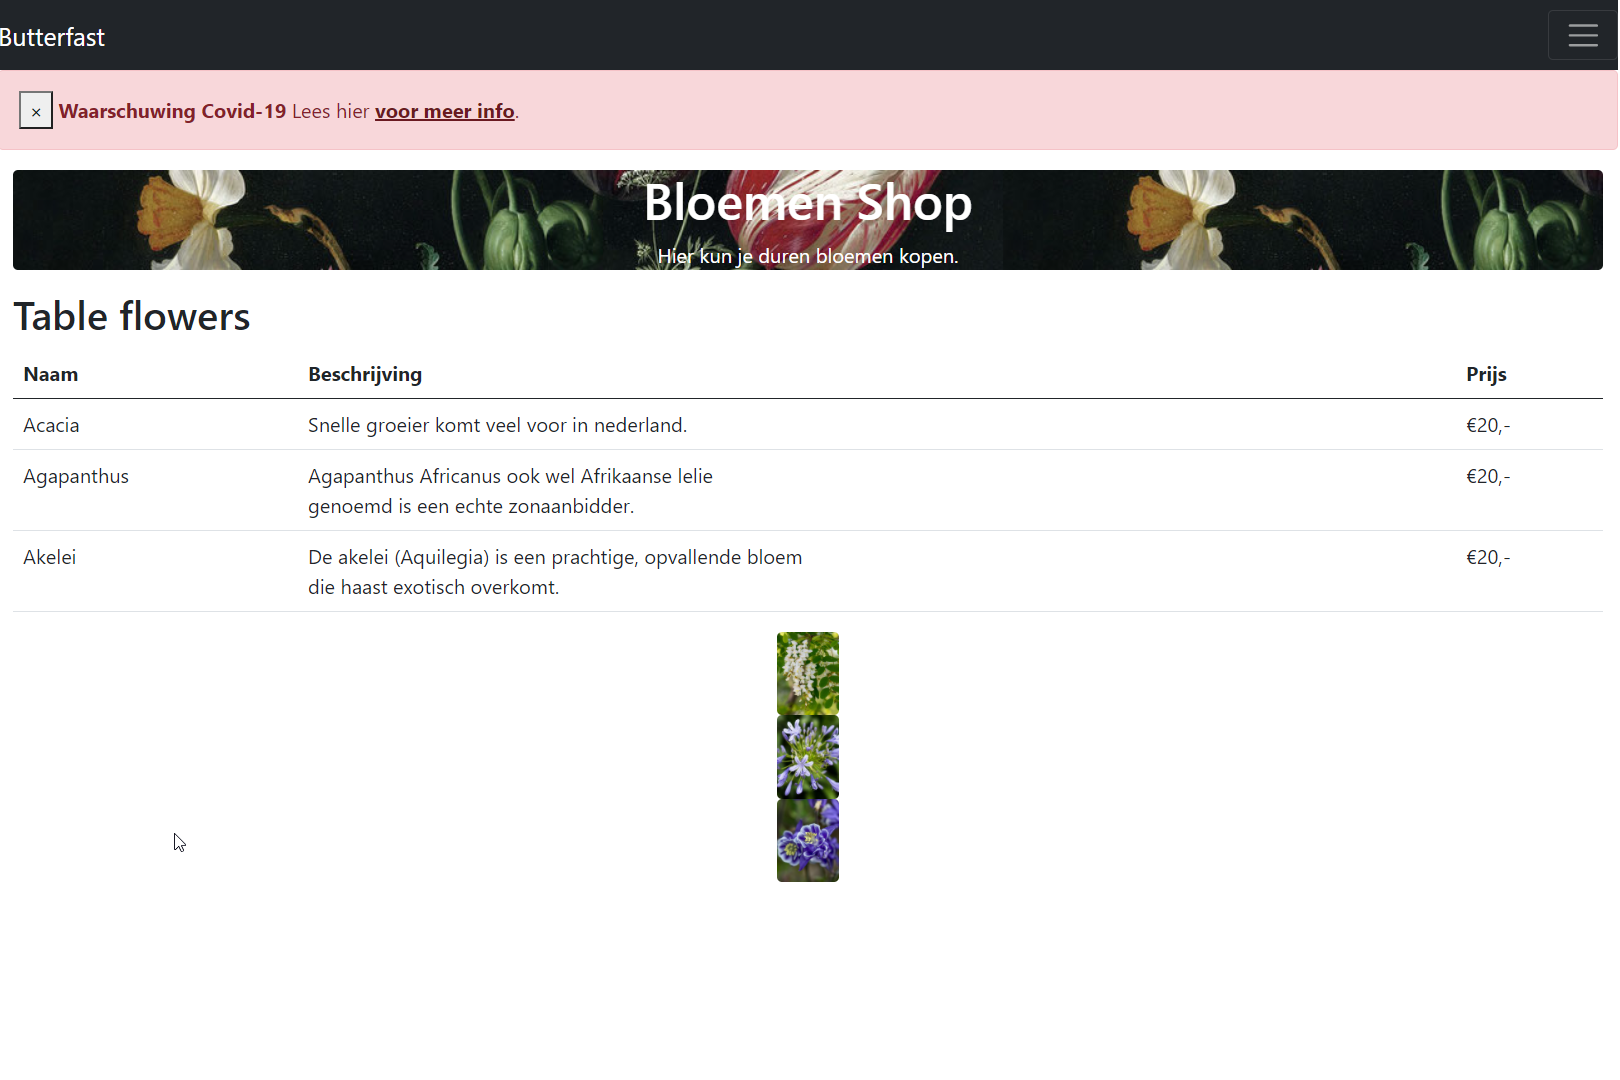 Butterfast
× Waarschuwing Covid-19 Lees hier voor meer info.
Bloemen Shop
Hier kun je duren bloemen kopen.
Table flowers
Naam Beschrijving Prijs
Acacia Snelle groeier komt veel voor in nederland. €20,-
Agapanthus Agapanthus Africanus ook wel Afrikaanse lelie €20,-
genoemd is een echte zonaanbidder.
Akelei De akelei (Aquilegia) is een prachtige, opvallende bloem €20,-
die haast exotisch overkomt.